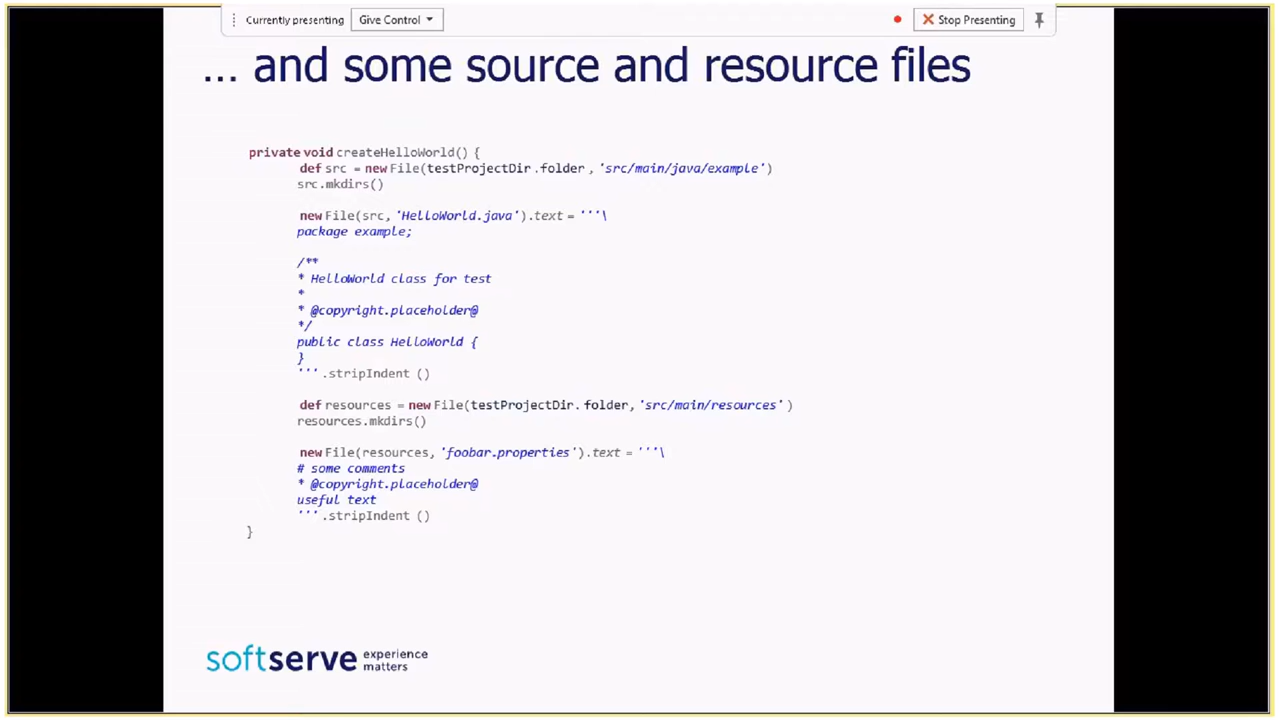 Currently presenting Give Control Stop Presenting
... and some source and resource files
private void createHelloWorld() {
def src = new File(testProjectDir.folder, 'src/main/java/example')
src.mkdirs()
new File(src, 'HelloWorld.java').text = '''\
package example;
/**
* HelloWorld class for test
*
* @copyright.placeholder@
*/
public class HelloWorld {
}
'''.stripIndent ()
def resources = new File(testProjectDir.folder, 'src/main/resources')
resources.mkdirs()
new File(resources, 'foobar.properties').text = '''\
# some comments
* @copyright.placeholder@
useful text
'''.stripIndent ()
}
softserve experience
matters